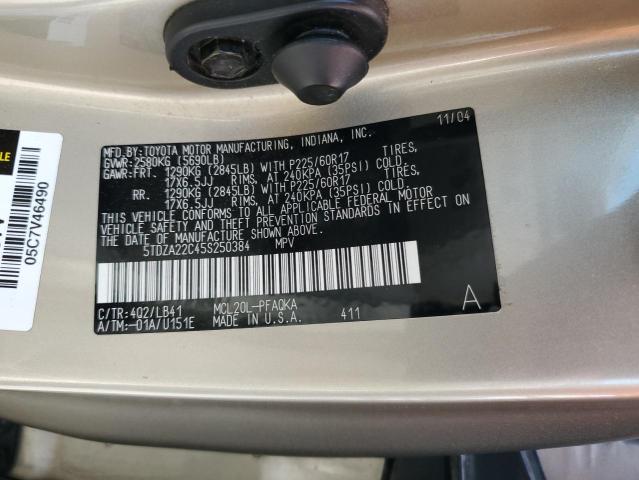 MFD.BY:TOYOTA MOTOR MANUFACTURING, INDIANA, INC. 11/04
GVWR:2580KG (5690LB)
GAWR:FRT. 1290KG (2845LB) WITH P225/60R17 TIRES,
17X6.5JJ RIMS, AT 240KPA (35PSI) COLD.
RR. 1290KG (2845LB) WITH P225/60R17 TIRES,
17X6.5JJ RIMS, AT 240KPA (35PSI) COLD.
THIS VEHICLE CONFORMS TO ALL APPLICABLE FEDERAL MOTOR
VEHICLE SAFETY AND THEFT PREVENTION STANDARDS IN EFFECT ON
THE DATE OF MANUFACTURE SHOWN ABOVE.
5TDZA22C45S250384 MPV
C/TR:4Q2/LB41 MCL20L-PFAQKA
A/TM:-01A/U151E MADE IN U.S.A. 411
A
05C7V46490